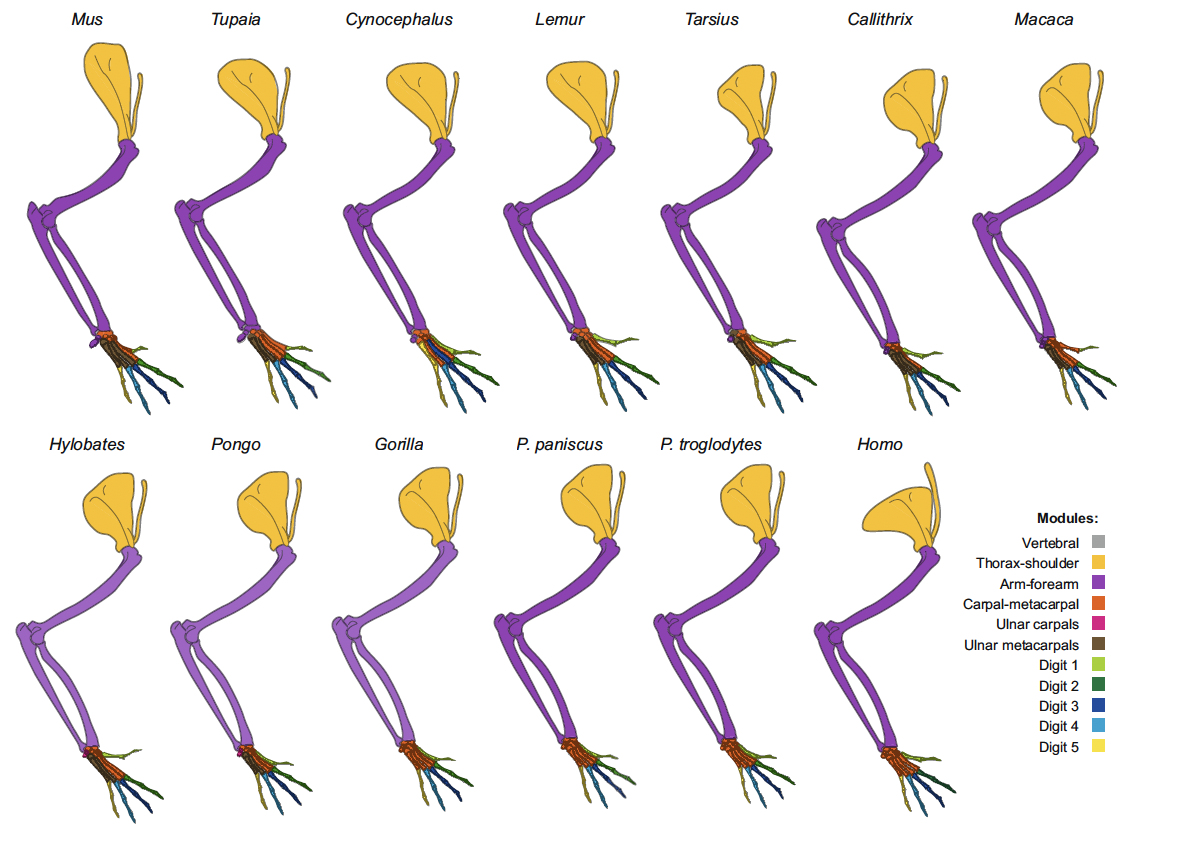 Mus Tupaia Cynocephalus Lemur Tarsius Callithrix Macaca
Hylobates Pongo Gorilla P. paniscus P. troglodytes Homo
Modules:
Vertebral
Thorax-shoulder
Arm-forearm
Carpal-metacarpal
Ulnar carpals
Ulnar metacarpals
Digit 1
Digit 2
Digit 3
Digit 4
Digit 5